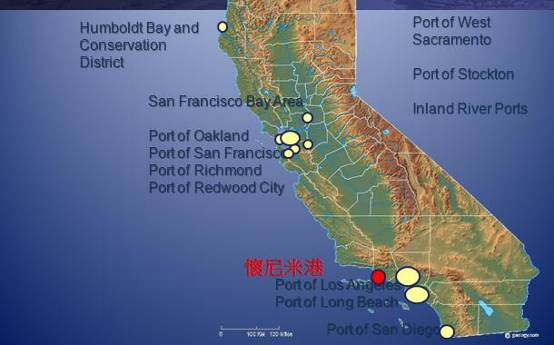 Humboldt Bay and
Conservation
District
Port of West
Sacramento
Port of Stockton
Inland River Ports
San Francisco Bay Area
Port of Oakland
Port of San Francisco
Port of Richmond
Port of Redwood City
懷尼米港
Port of Los Angeles
Port of Long Beach
Port of San Diego